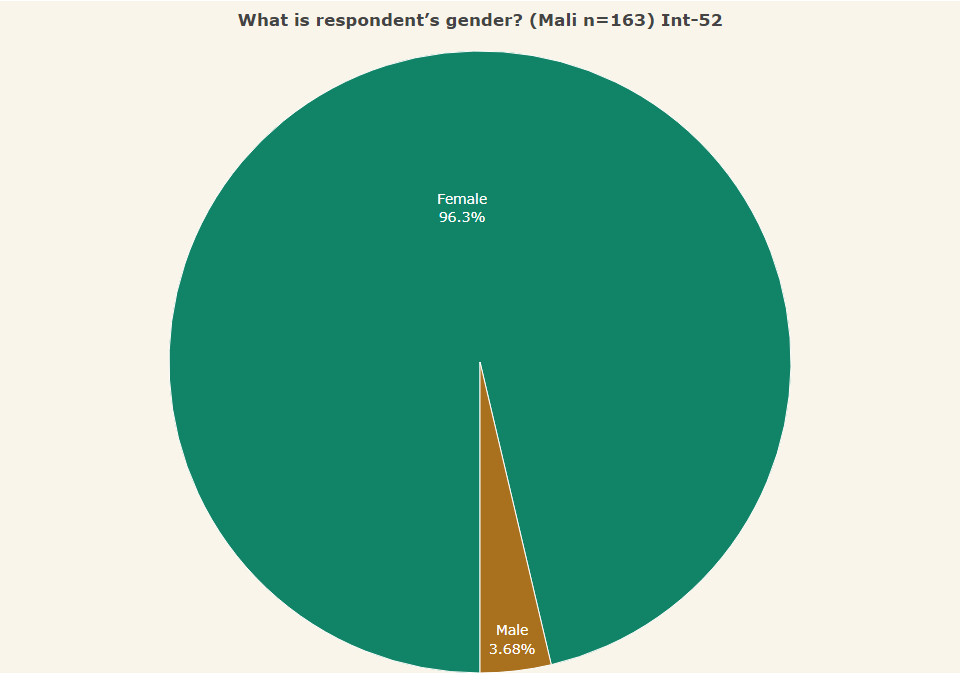 What is respondent’s gender? (Mali n=163) Int-52
Female
96.3%
Male
3.68%